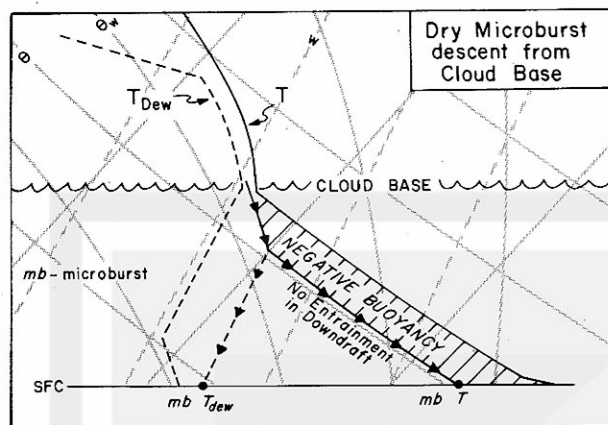 Dry Microburst
descent from
Cloud Base
θ
θw
w
TDew
T
CLOUD BASE
NEGATIVE BUOYANCY
No Entrainment
in Downdraft
mb-microburst
SFC
mb Tdew
mb T